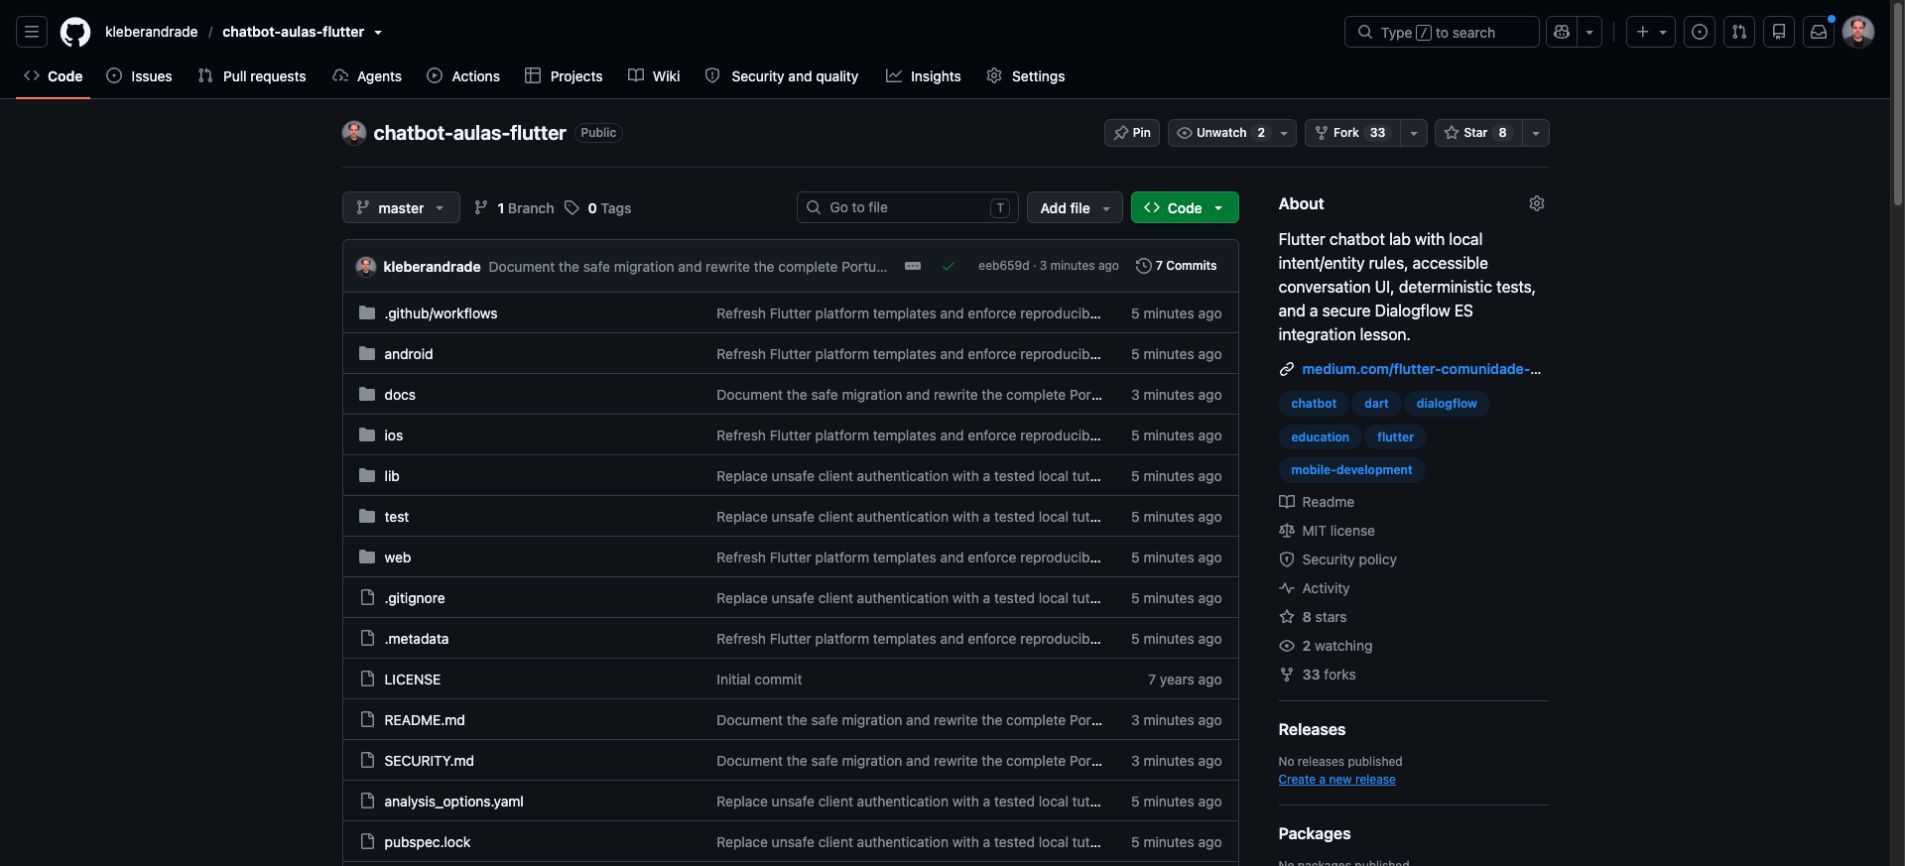 kleberandrade / chatbot-aulas-flutter
Type / to search
Code Issues Pull requests Agents Actions Projects Wiki Security and quality Insights Settings
chatbot-aulas-flutter Public
Pin Unwatch 2 Fork 33 Star 8
master 1 Branch 0 Tags Go to file T Add file Code
kleberandrade Document the safe migration and rewrite the complete Portu... eeb659d · 3 minutes ago 7 Commits
.github/workflows Refresh Flutter platform templates and enforce reproducib... 5 minutes ago
android Refresh Flutter platform templates and enforce reproducib... 5 minutes ago
docs Document the safe migration and rewrite the complete Por... 3 minutes ago
ios Refresh Flutter platform templates and enforce reproducib... 5 minutes ago
lib Replace unsafe client authentication with a tested local tut... 5 minutes ago
test Replace unsafe client authentication with a tested local tut... 5 minutes ago
web Refresh Flutter platform templates and enforce reproducib... 5 minutes ago
.gitignore Replace unsafe client authentication with a tested local tut... 5 minutes ago
.metadata Refresh Flutter platform templates and enforce reproducib... 5 minutes ago
LICENSE Initial commit 7 years ago
README.md Document the safe migration and rewrite the complete Por... 3 minutes ago
SECURITY.md Document the safe migration and rewrite the complete Por... 3 minutes ago
analysis_options.yaml Replace unsafe client authentication with a tested local tut... 5 minutes ago
pubspec.lock Replace unsafe client authentication with a tested local tut... 5 minutes ago
About
Flutter chatbot lab with local
intent/entity rules, accessible
conversation UI, deterministic tests,
and a secure Dialogflow ES
integration lesson.
medium.com/flutter-comunidade-...
chatbot dart dialogflow
education flutter
mobile-development
Readme
MIT license
Security policy
Activity
8 stars
2 watching
33 forks
Releases
No releases published
Create a new release
Packages
No packages published